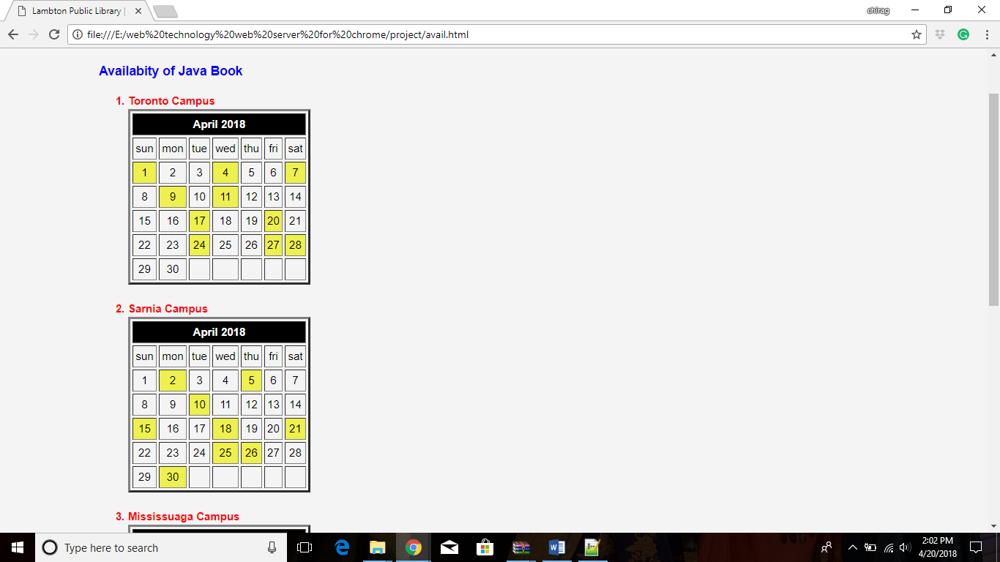 Lambton Public Library |
chirag
file:///E:/web%20technology%20web%20server%20for%20chrome/project/avail.html
Availabity of Java Book
1. Toronto Campus
April 2018
sun mon tue wed thu fri sat
1 2 3 4 5 6 7
8 9 10 11 12 13 14
15 16 17 18 19 20 21
22 23 24 25 26 27 28
29 30
2. Sarnia Campus
April 2018
sun mon tue wed thu fri sat
1 2 3 4 5 6 7
8 9 10 11 12 13 14
15 16 17 18 19 20 21
22 23 24 25 26 27 28
29 30
3. Mississuaga Campus
Type here to search
2:02 PM
4/20/2018